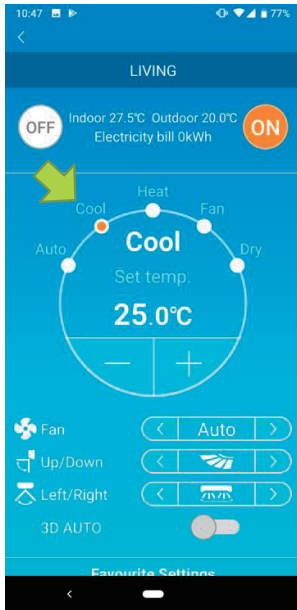 10:47 77%
LIVING
OFF Indoor 27.5℃ Outdoor 20.0℃ ON
Electricity bill 0kWh
Heat
Cool Fan
Auto Cool Dry
Set temp.
25.0℃
Fan Auto
Up/Down
Left/Right
3D AUTO
Favourite Settings